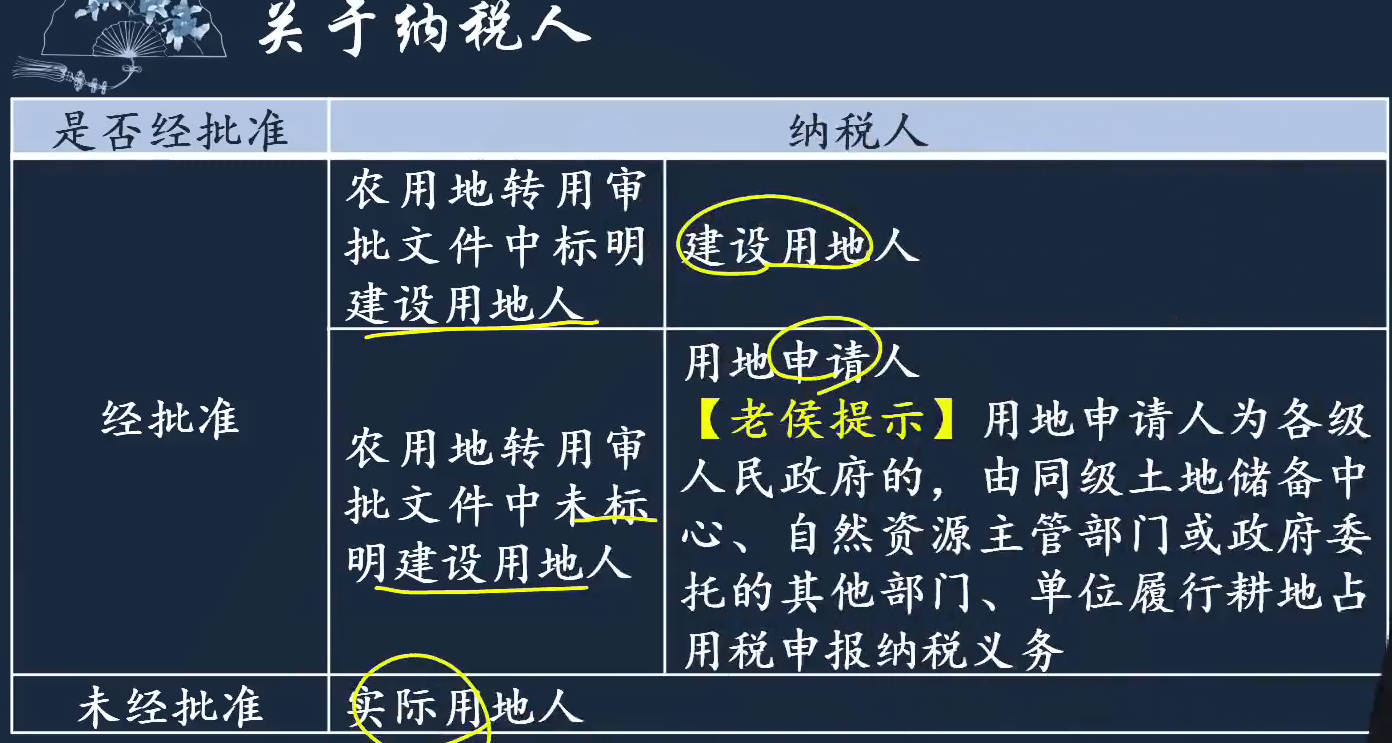 关于纳税人
是否经批准
纳税人
经批准
农用地转用审
批文件中标明
建设用地人
建设用地人
农用地转用审
批文件中未标
明建设用地人
用地申请人
【老侯提示】用地申请人为各级
人民政府的，由同级土地储备中
心、自然资源主管部门或政府委
托的其他部门、单位履行耕地占
用税申报纳税义务
未经批准
实际用地人